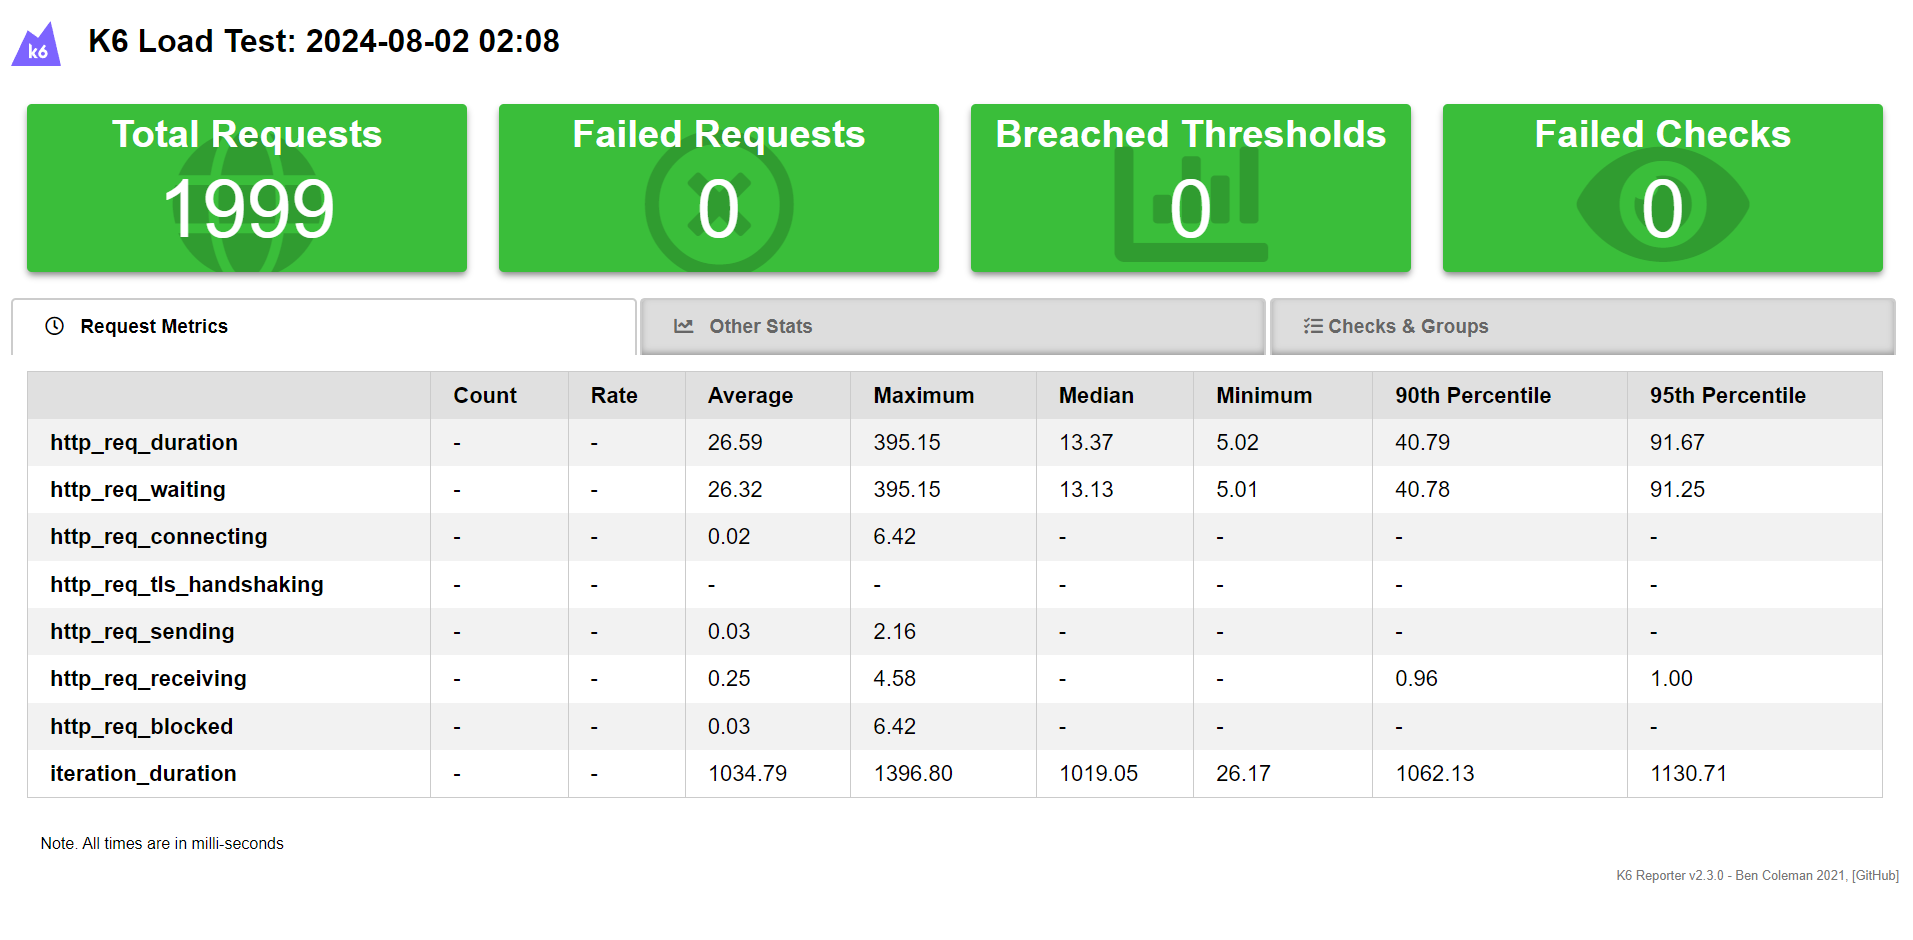 k6
K6 Load Test: 2024-08-02 02:08
Total Requests
1999
Failed Requests
0
Breached Thresholds
0
Failed Checks
0
Request Metrics
Other Stats
Checks & Groups
Count Rate Average Maximum Median Minimum 90th Percentile 95th Percentile
http_req_duration - - 26.59 395.15 13.37 5.02 40.79 91.67
http_req_waiting - - 26.32 395.15 13.13 5.01 40.78 91.25
http_req_connecting - - 0.02 6.42 - - - -
http_req_tls_handshaking - - - - - - - -
http_req_sending - - 0.03 2.16 - - - -
http_req_receiving - - 0.25 4.58 - - 0.96 1.00
http_req_blocked - - 0.03 6.42 - - - -
iteration_duration - - 1034.79 1396.80 1019.05 26.17 1062.13 1130.71
Note. All times are in milli-seconds
K6 Reporter v2.3.0 - Ben Coleman 2021, [GitHub]